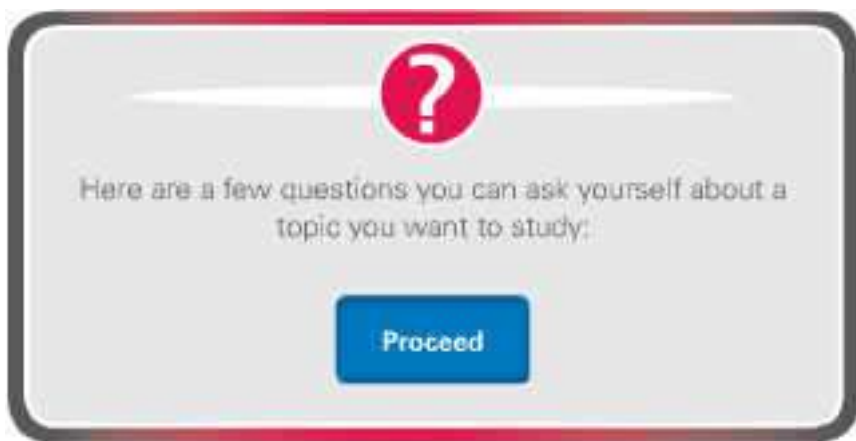 ?
Here are a few questions you can ask yourself about a
topic you want to study:
Proceed